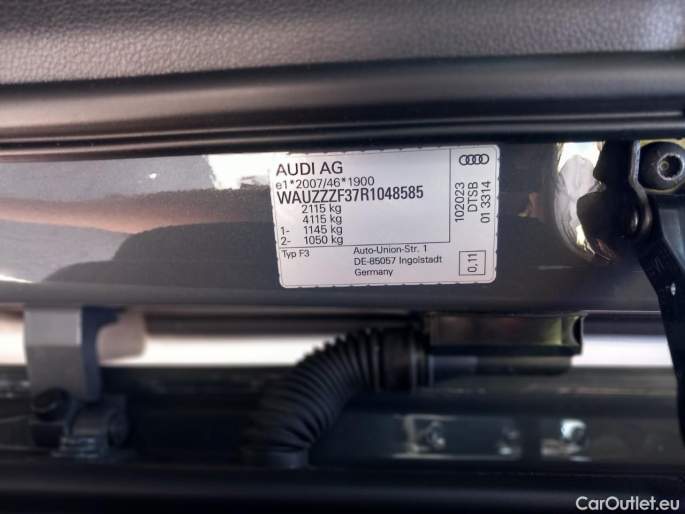 AUDI AG
e1*2007/46*1900
WAUZZZF37R1048585
2115 kg
4115 kg
1- 1145 kg
2- 1050 kg
Typ F3
Auto-Union-Str. 1
DE-85057 Ingolstadt
Germany
102023
DTSB
01 3314
0,11
CarOutlet.eu